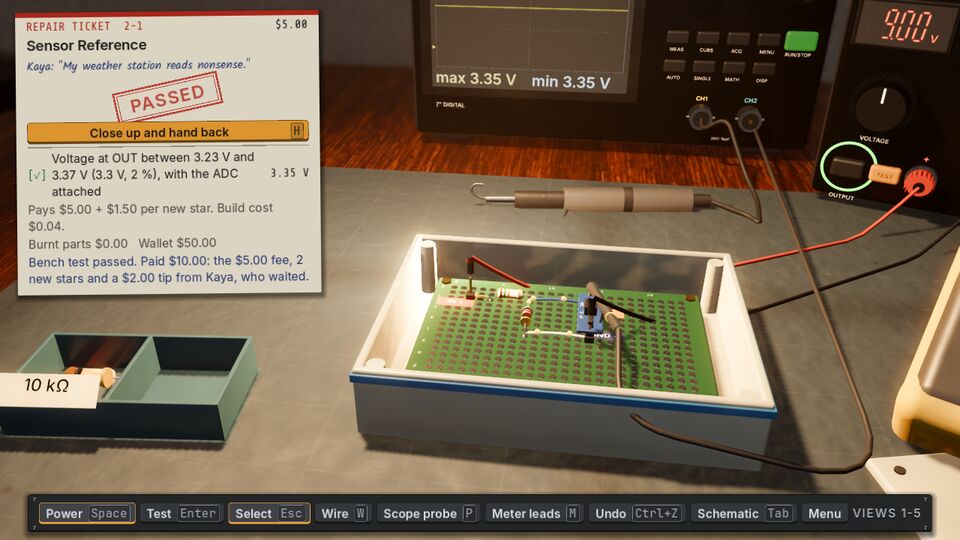 REPAIR TICKET 2-1 $5.00
Sensor Reference
Kaya: "My weather station reads nonsense."
PASSED
Close up and hand back H
Voltage at OUT between 3.23 V and
[✓] 3.37 V (3.3 V, 2 %), with the ADC 3.35 V
attached
Pays $5.00 + $1.50 per new star. Build cost
$0.04.
Burnt parts $0.00 Wallet $50.00
Bench test passed. Paid $10.00: the $5.00 fee, 2
new stars and a $2.00 tip from Kaya, who waited.
max 3.35 V min 3.35 V
7" DIGITAL
MEAS CURS ACQ MENU RUN/STOP
AUTO SINGLE MATH DISP
CH1 CH2
9.00 V
VOLTAGE
OUTPUT
TEST
+
10 kΩ
Power Space Test Enter Select Esc Wire W Scope probe P Meter leads M Undo Ctrl+Z Schematic Tab Menu VIEWS 1-5